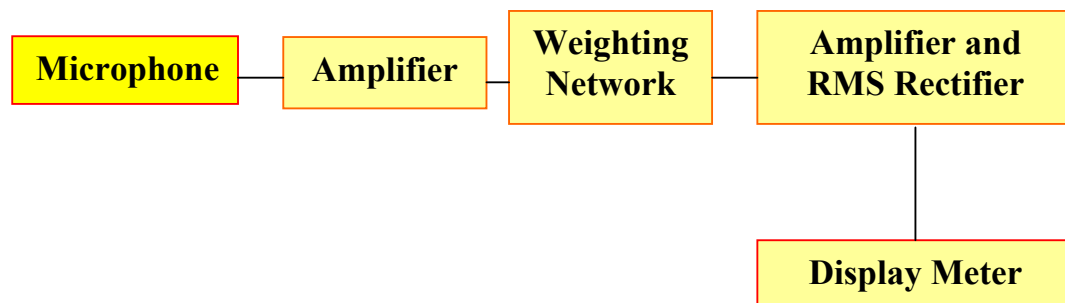 Microphone
Amplifier
Weighting
Network
Amplifier and
RMS Rectifier
Display Meter